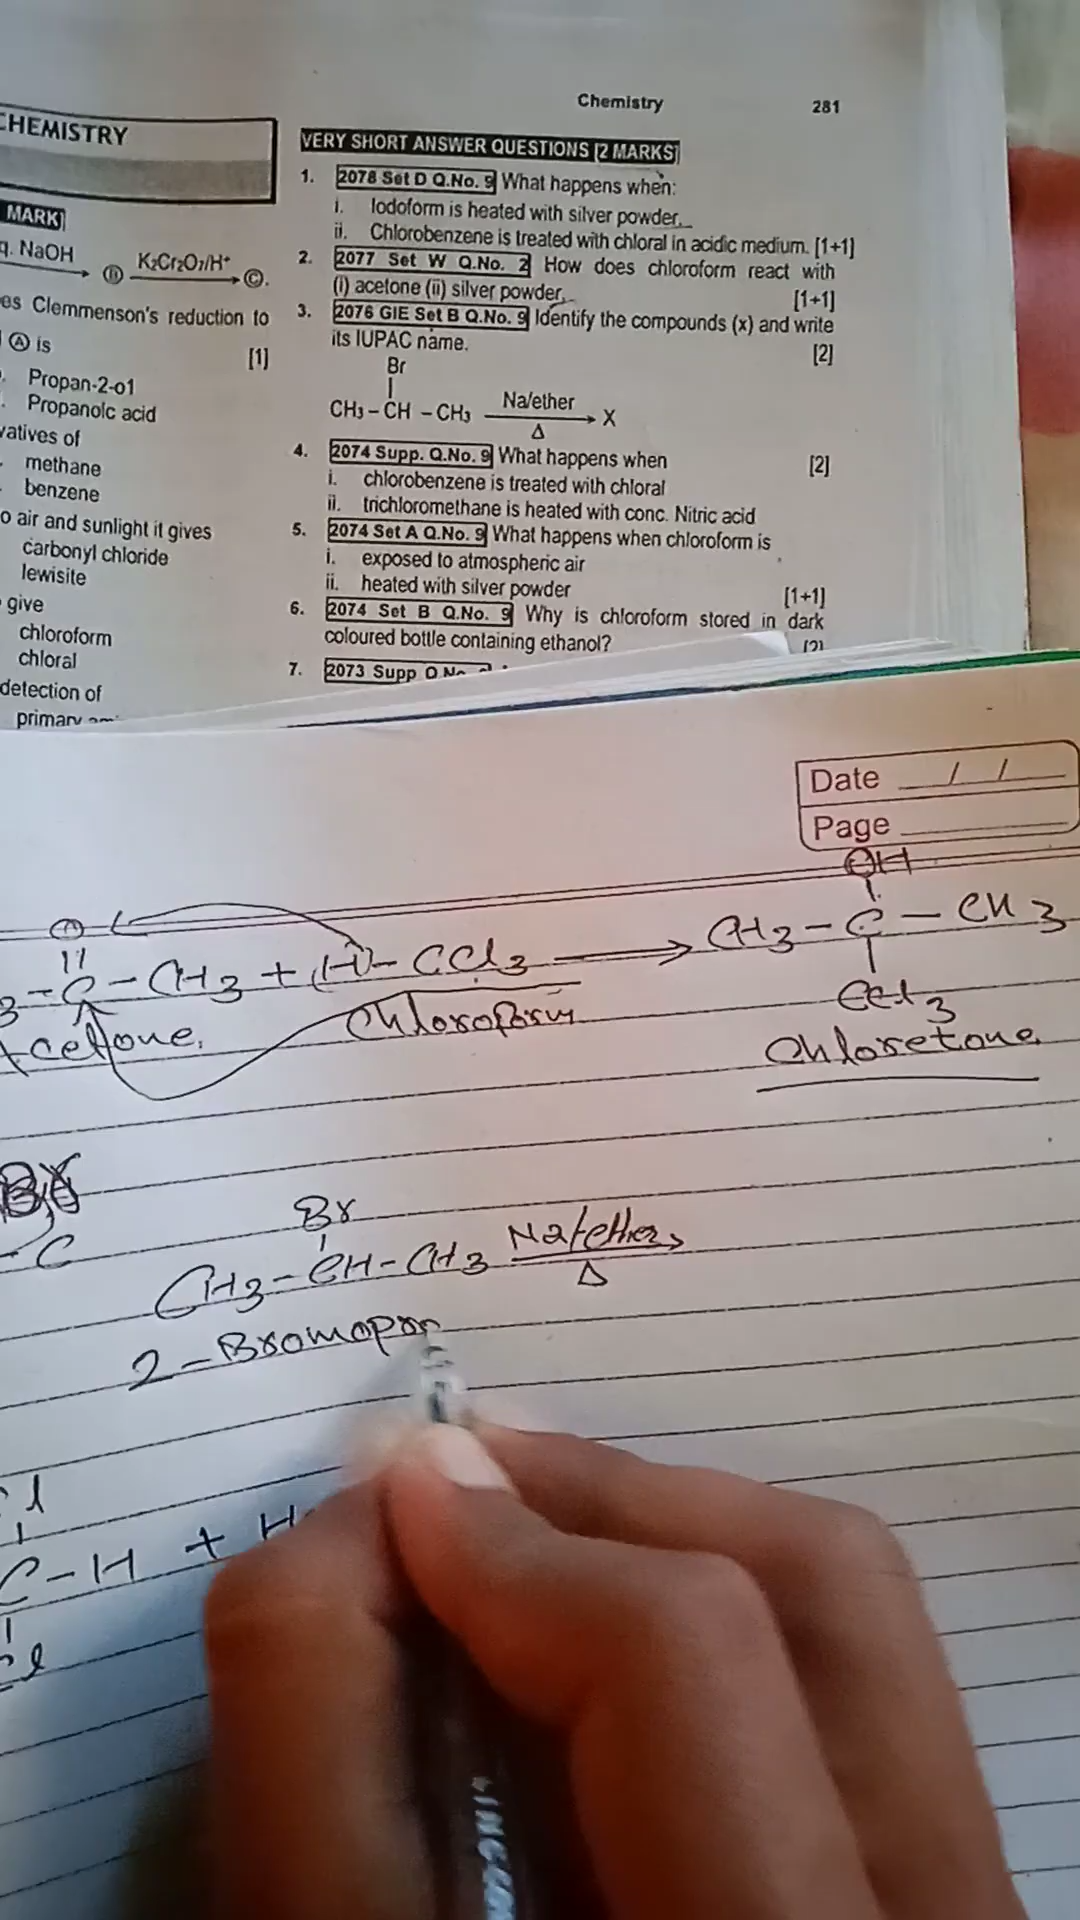 Chemistry 281
CHEMISTRY
MARK]
q. NaOH K₂Cr₂O₇/H⁺
Ⓑ Ⓒ.
es Clemmenson's reduction to
Ⓐ is [1]
Propan-2-o1
Propanoic acid
vatives of
methane
benzene
o air and sunlight it gives
carbonyl chloride
lewisite
give
chloroform
chloral
detection of
primary
VERY SHORT ANSWER QUESTIONS [2 MARKS]
1. 2078 Set D Q.No. 9 What happens when:
i. Iodoform is heated with silver powder.
ii. Chlorobenzene is treated with chloral in acidic medium. [1+1]
2. 2077 Set W Q.No. 2 How does chloroform react with
(i) acetone (ii) silver powder. [1+1]
3. 2076 GIE Set B Q.No. 9 Identify the compounds (x) and write
its IUPAC name. [2]
Br
CH₃ – CH – CH₃ Na/ether X
Δ
4. 2074 Supp. Q.No. 9 What happens when [2]
i. chlorobenzene is treated with chloral
ii. trichloromethane is heated with conc. Nitric acid
5. 2074 Set A Q.No. 9 What happens when chloroform is
i. exposed to atmospheric air
ii. heated with silver powder [1+1]
6. 2074 Set B Q.No. 9 Why is chloroform stored in dark
coloured bottle containing ethanol? [2]
7. 2073 Supp Q.No.
Date / /
Page
OH
O
3-C-CH3 + H-CCl3 → CH3-C-CH3
CCl3
Acetone. Chloroform
Chloretone
Br
-C
CH3-CH-CH3 Na/ether
Δ
2-Bromopro
Cl
C-H + H
Cl